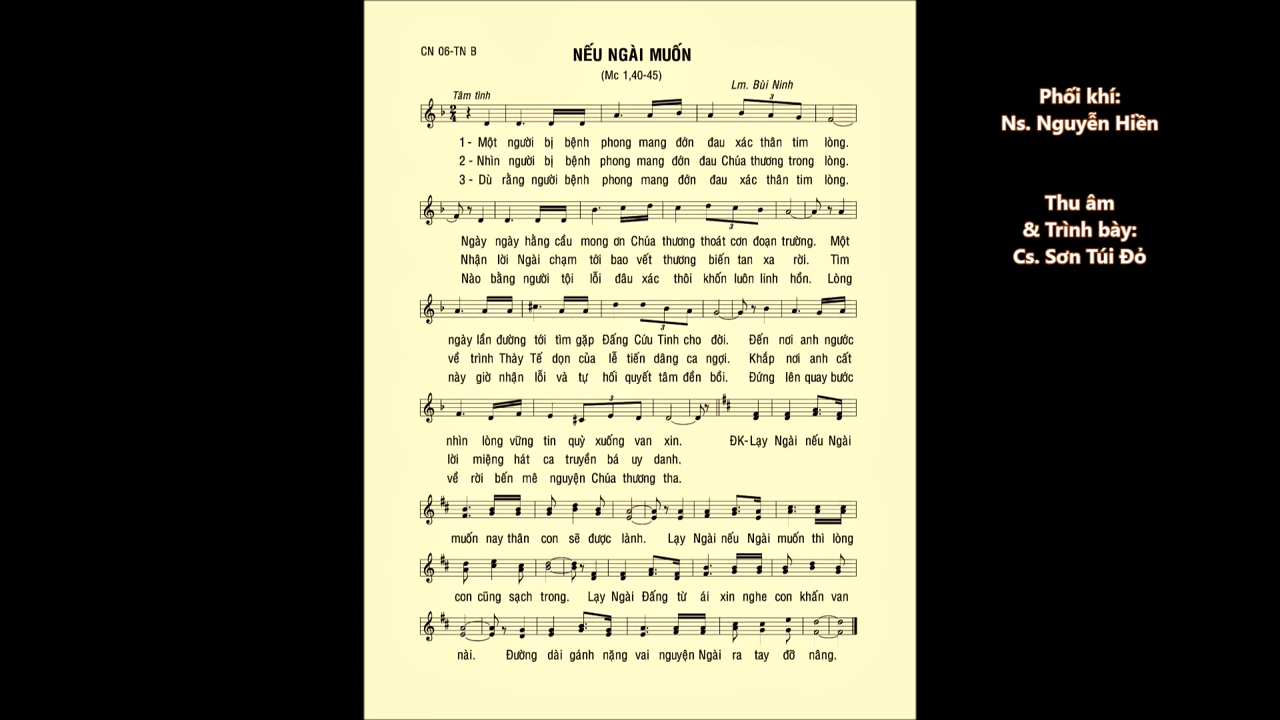 CN 06-TN B
NẾU NGÀI MUỐN
(Mc 1,40-45)
Lm. Bùi Ninh
Tâm tình
1- Một người bị bệnh phong mang đớn đau xác thân tim lòng.
2- Nhìn người bị bệnh phong mang đớn đau Chúa thương trong lòng.
3- Dù rằng người bệnh phong mang đớn đau xác thân tim lòng.
Ngày ngày hằng cầu mong ơn Chúa thương thoát cơn đoạn trường. Một
Nhận lời Ngài chạm tới bao vết thương biến tan xa rời. Tìm
Nào bằng người tội lỗi đâu xác thôi khốn luôn linh hồn. Lòng
ngày lần đường tới tìm gặp Đấng Cứu Tinh cho đời. Đến nơi anh ngước
về trình Thày Tế dọn của lễ tiến dâng ca ngợi. Khắp nơi anh cất
này giờ nhận lỗi và tự hối quyết tâm đền bồi. Đứng lên quay bước
nhìn lòng vững tin quỳ xuống van xin. ĐK-Lạy Ngài nếu Ngài
lời miệng hát ca truyền bá uy danh.
về rời bến mê nguyện Chúa thương tha.
muốn nay thân con sẽ được lành. Lạy Ngài nếu Ngài muốn thì lòng
con cũng sạch trong. Lạy Ngài Đấng từ ái xin nghe con khấn van
nài. Đường dài gánh nặng vai nguyện Ngài ra tay đỡ nâng.
Phối khí:
Ns. Nguyễn Hiền
Thu âm
& Trình bày:
Cs. Sơn Túi Đỏ